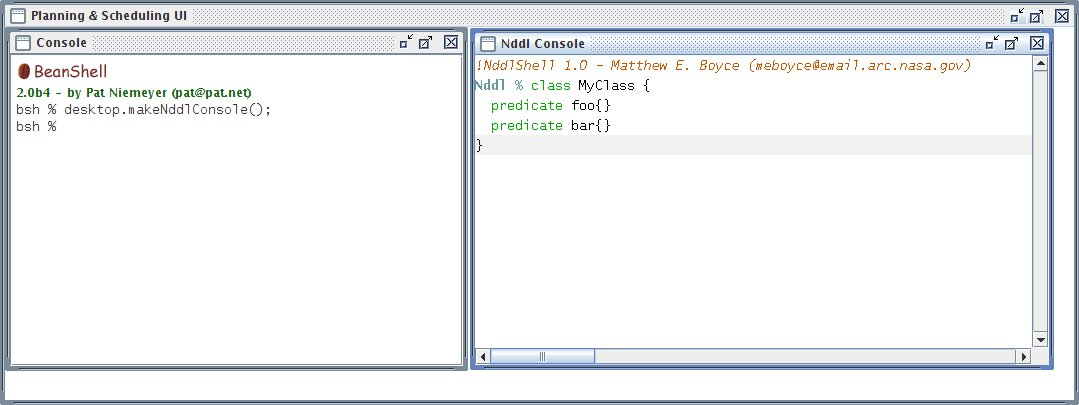 Planning & Scheduling UI
Console
BeanShell
2.0b4 – by Pat Niemeyer (pat@pat.net)
bsh % desktop.makeNddlConsole();
bsh %
Nddl Console
!NddlShell 1.0 - Matthew E. Boyce (meboyce@email.arc.nasa.gov)
Nddl % class MyClass {
  predicate foo{}
  predicate bar{}
}